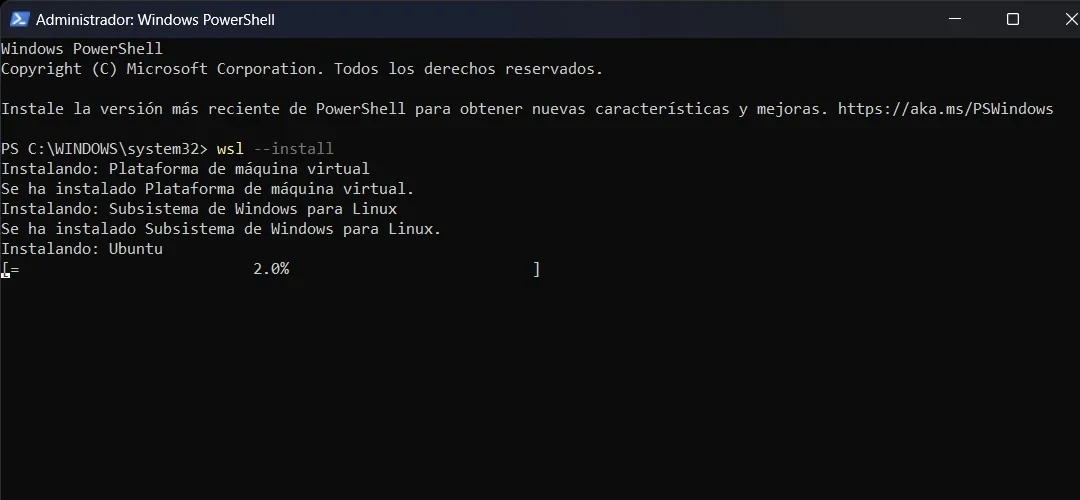 Administrador: Windows PowerShell
Windows PowerShell
Copyright (C) Microsoft Corporation. Todos los derechos reservados.
Instale la versión más reciente de PowerShell para obtener nuevas características y mejoras. https://aka.ms/PSWindows
PS C:\WINDOWS\system32> wsl --install
Instalando: Plataforma de máquina virtual
Se ha instalado Plataforma de máquina virtual.
Instalando: Subsistema de Windows para Linux
Se ha instalado Subsistema de Windows para Linux.
Instalando: Ubuntu
[=                          2.0%                           ]